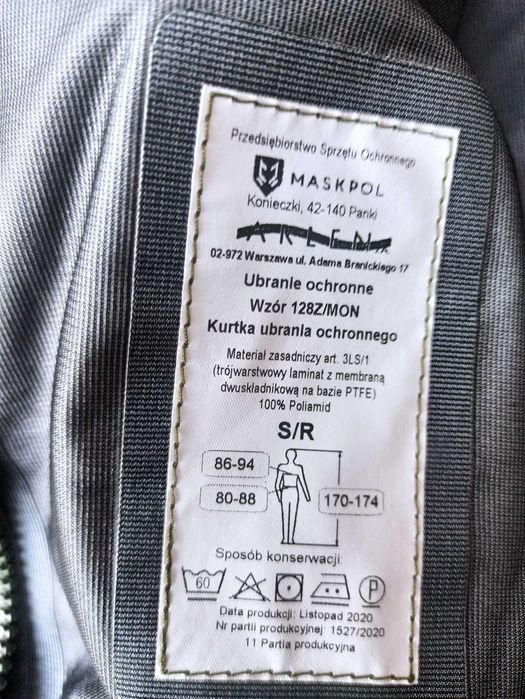 Przedsiębiorstwo Sprzętu Ochronnego
MASKPOL
Konieczki, 42-140 Panki
ARLEN
02-972 Warszawa ul. Adama Branickiego 17
Ubranie ochronne
Wzór 128Z/MON
Kurtka ubrania ochronnego
Materiał zasadniczy art. 3LS/1
(trójwarstwowy laminat z membraną
dwuskładnikową na bazie PTFE)
100% Poliamid
S/R
86-94
80-88
170-174
Sposób konserwacji:
60
P
Data produkcji: Listopad 2020
Nr partii produkcyjnej: 1527/2020
11 Partia produkcyjna